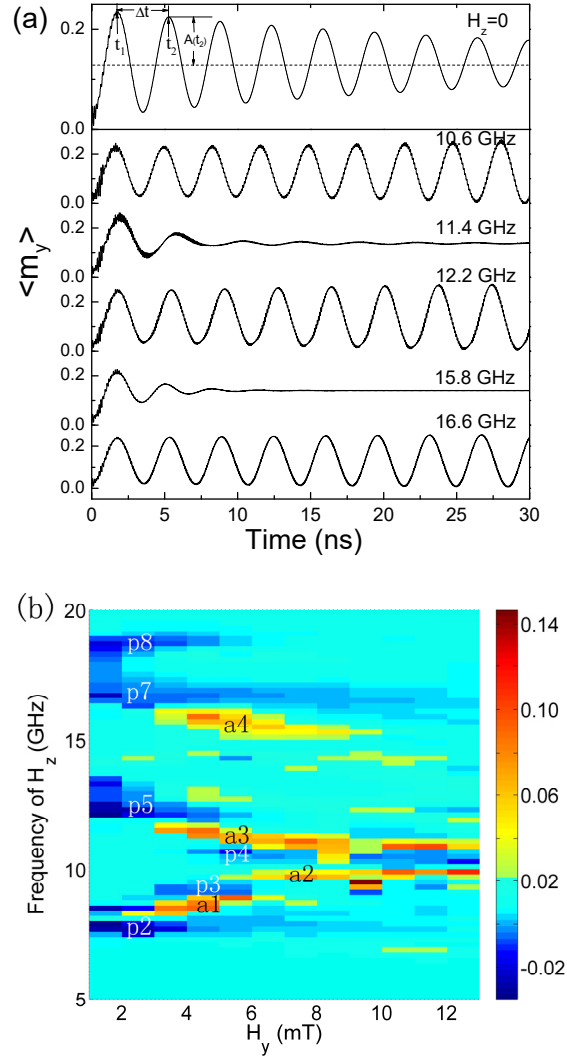 (a)
Δt
t1
t2
A(t2)
Hz=0
0.2
0.0
10.6 GHz
0.2
0.0
11.4 GHz
0.2
0.0
12.2 GHz
0.2
0.0
15.8 GHz
0.2
0.0
16.6 GHz
0.2
0.0
<my>
0 5 10 15 20 25 30
Time (ns)
(b)
20
15
10
5
Frequency of Hz (GHz)
p8
p7
a4
p5
a3
p4
a2
p3
a1
p2
2 4 6 8 10 12
Hy (mT)
0.14
0.10
0.06
0.02
-0.02